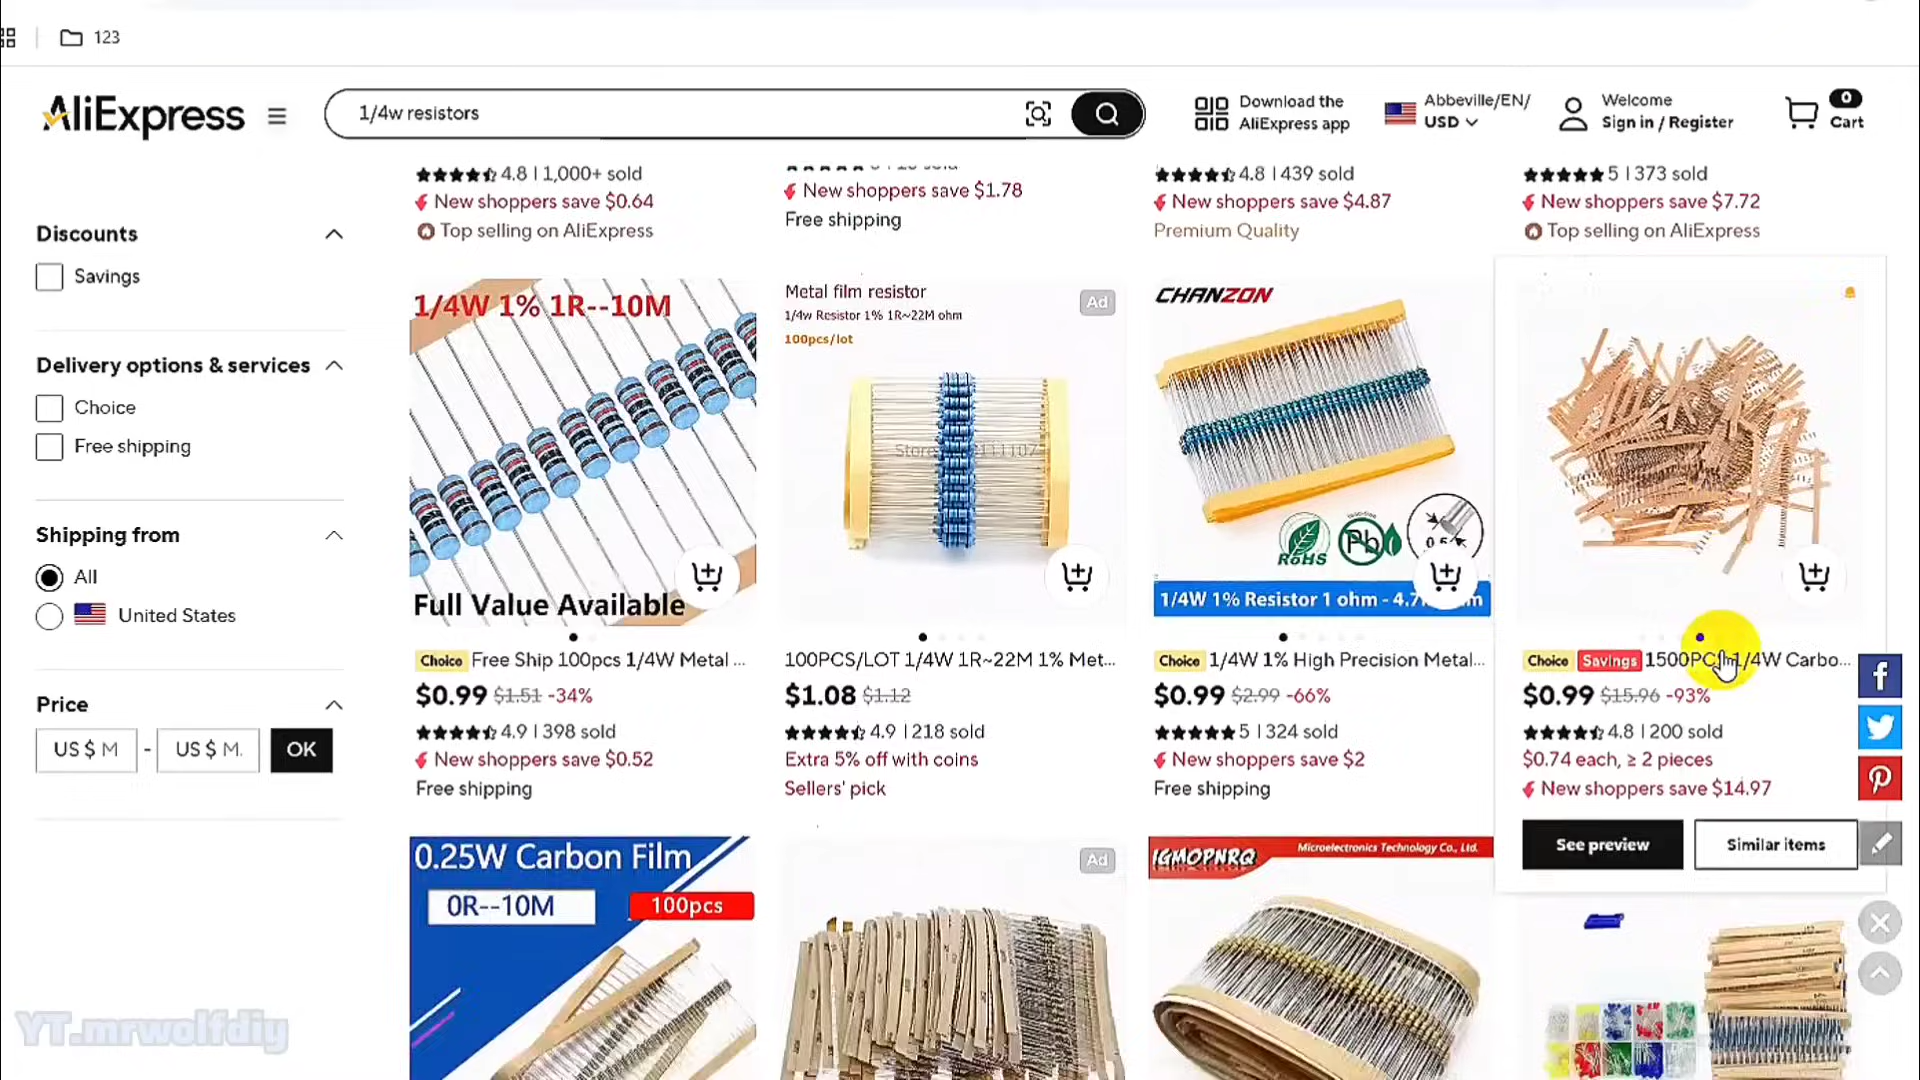 123
AliExpress
1/4w resistors
Download the
AliExpress app
Abbeville/EN/
USD
Welcome
Sign in / Register
0
Cart
4.8 | 1,000+ sold
New shoppers save $0.64
Top selling on AliExpress
New shoppers save $1.78
Free shipping
4.8 | 439 sold
New shoppers save $4.87
Premium Quality
5 | 373 sold
New shoppers save $7.72
Top selling on AliExpress
Discounts
Savings
Delivery options & services
Choice
Free shipping
Shipping from
All
United States
Price
US $ M
-
US $ M.
OK
1/4W 1% 1R--10M
Full Value Available
Choice Free Ship 100pcs 1/4W Metal ...
$0.99 $1.51 -34%
4.9 | 398 sold
New shoppers save $0.52
Free shipping
Metal film resistor
1/4w Resistor 1% 1R~22M ohm
100pcs/lot
Ad
100PCS/LOT 1/4W 1R~22M 1% Met...
$1.08 $1.12
4.9 | 218 sold
Extra 5% off with coins
Sellers' pick
CHANZON
Pb
RoHS
1/4W 1% Resistor 1 ohm - 4.7
Choice 1/4W 1% High Precision Metal...
$0.99 $2.99 -66%
5 | 324 sold
New shoppers save $2
Free shipping
Choice Savings 1500PCS 1/4W Carbo...
$0.99 $15.96 -93%
4.8 | 200 sold
$0.74 each, ≥ 2 pieces
New shoppers save $14.97
See preview
Similar items
0.25W Carbon Film
0R--10M
100pcs
Ad
IGMOPNRQ
Microelectronics Technology Co., Ltd.
YT.mrwolfdiy